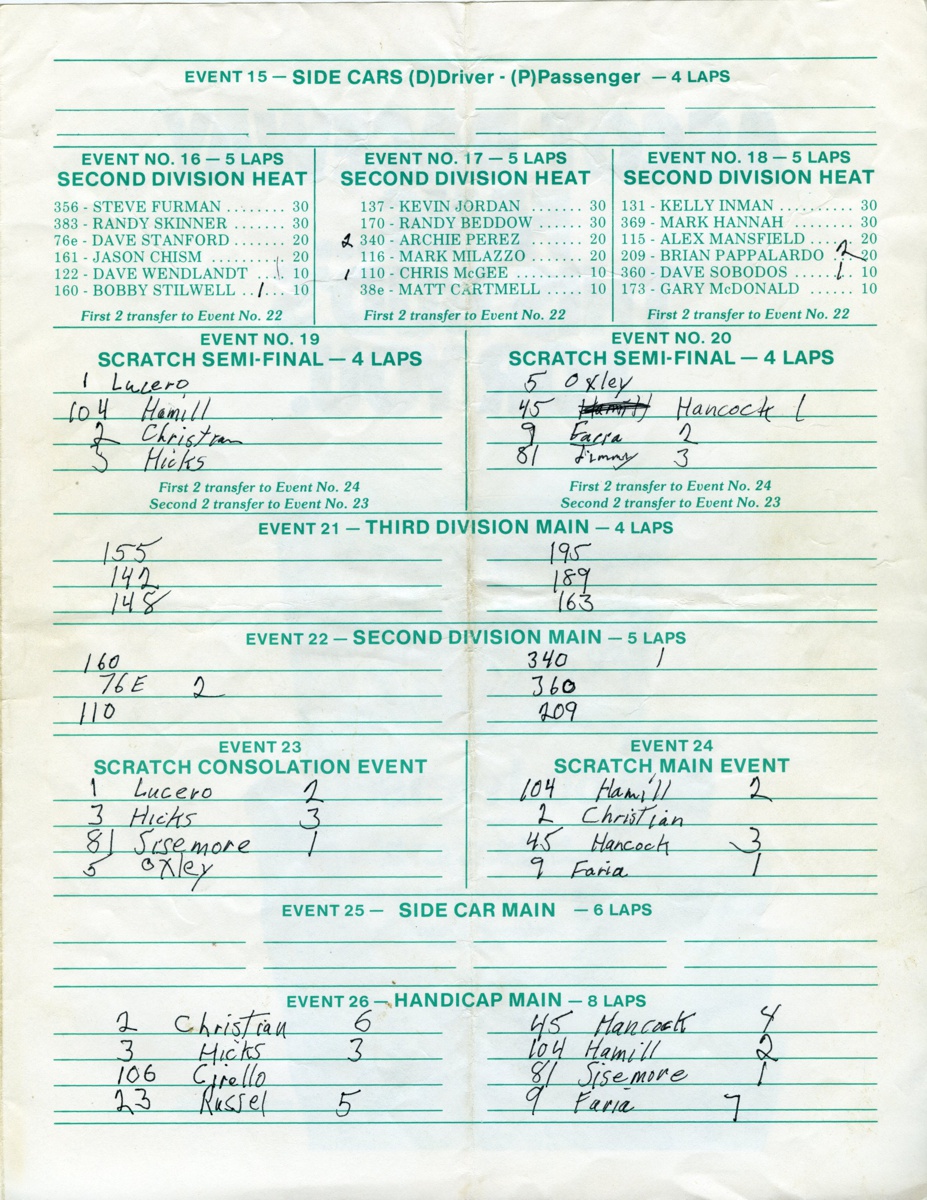 EVENT 15 — SIDE CARS (D)Driver - (P)Passenger — 4 LAPS
EVENT NO. 16 — 5 LAPS
SECOND DIVISION HEAT
356 - STEVE FURMAN ........ 30
383 - RANDY SKINNER ....... 30
76e - DAVE STANFORD ....... 20
161 - JASON CHISM .......... 20
122 - DAVE WENDLANDT .... 10
160 - BOBBY STILWELL ..1... 10
First 2 transfer to Event No. 22
EVENT NO. 17 — 5 LAPS
SECOND DIVISION HEAT
137 - KEVIN JORDAN ....... 30
170 - RANDY BEDDOW ..... 30
2 340 - ARCHIE PEREZ ....... 20
116 - MARK MILAZZO ...... 20
1 110 - CHRIS McGEE ......... 10
38e - MATT CARTMELL ..... 10
First 2 transfer to Event No. 22
EVENT NO. 18 — 5 LAPS
SECOND DIVISION HEAT
131 - KELLY INMAN ......... 30
369 - MARK HANNAH ....... 30
115 - ALEX MANSFIELD ..... 20
209 - BRIAN PAPPALARDO 2 20
360 - DAVE SOBODOS ..1... 10
173 - GARY McDONALD ...... 10
First 2 transfer to Event No. 22
EVENT NO. 19
SCRATCH SEMI-FINAL — 4 LAPS
1 Lucero
104 Hamill
2 Christian
3 Hicks
First 2 transfer to Event No. 24
Second 2 transfer to Event No. 23
EVENT NO. 20
SCRATCH SEMI-FINAL — 4 LAPS
5 Oxley
45 Hamill Hancock 1
9 Faria 2
81 Jimmy 3
First 2 transfer to Event No. 24
Second 2 transfer to Event No. 23
EVENT 21 — THIRD DIVISION MAIN — 4 LAPS
155
142
148
195
189
163
EVENT 22 — SECOND DIVISION MAIN — 5 LAPS
160
76E 2
110
340 1
360
209
EVENT 23
SCRATCH CONSOLATION EVENT
1 Lucero 2
3 Hicks 3
81 Sisemore 1
5 Oxley
EVENT 24
SCRATCH MAIN EVENT
104 Hamill 2
2 Christian
45 Hancock 3
9 Faria 1
EVENT 25 — SIDE CAR MAIN — 6 LAPS
EVENT 26 — HANDICAP MAIN — 8 LAPS
2 Christian 6
3 Hicks 3
106 Cirello
23 Russel 5
45 Hancock 4
104 Hamill 2
81 Sisemore 1
9 Faria 7